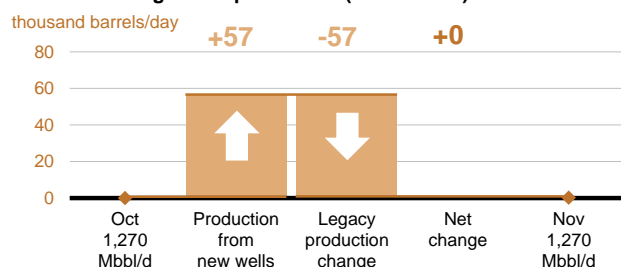 thousand barrels/day
+57 -57 +0
80
60
40
20
0
Oct
1,270
Mbbl/d
Production
from
new wells
Legacy
production
change
Net
change
Nov
1,270
Mbbl/d